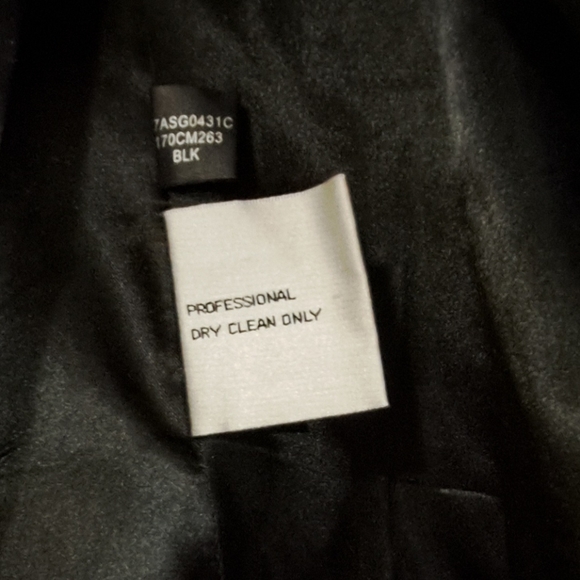 7ASG0431C
170CM263
BLK
PROFESSIONAL
DRY CLEAN ONLY